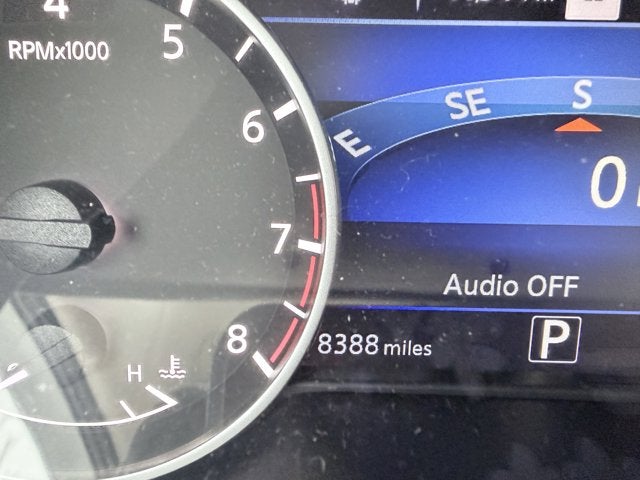 4
5
RPMx1000
6
7
8
H
E SE S
Audio OFF
8388 miles
P